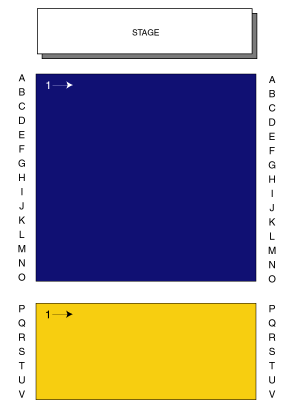 STAGE
A A
B 1 B
C C
D D
E E
F F
G G
H H
I I
J J
K K
L L
M M
N N
O O
P 1 P
Q Q
R R
S S
T T
U U
V V